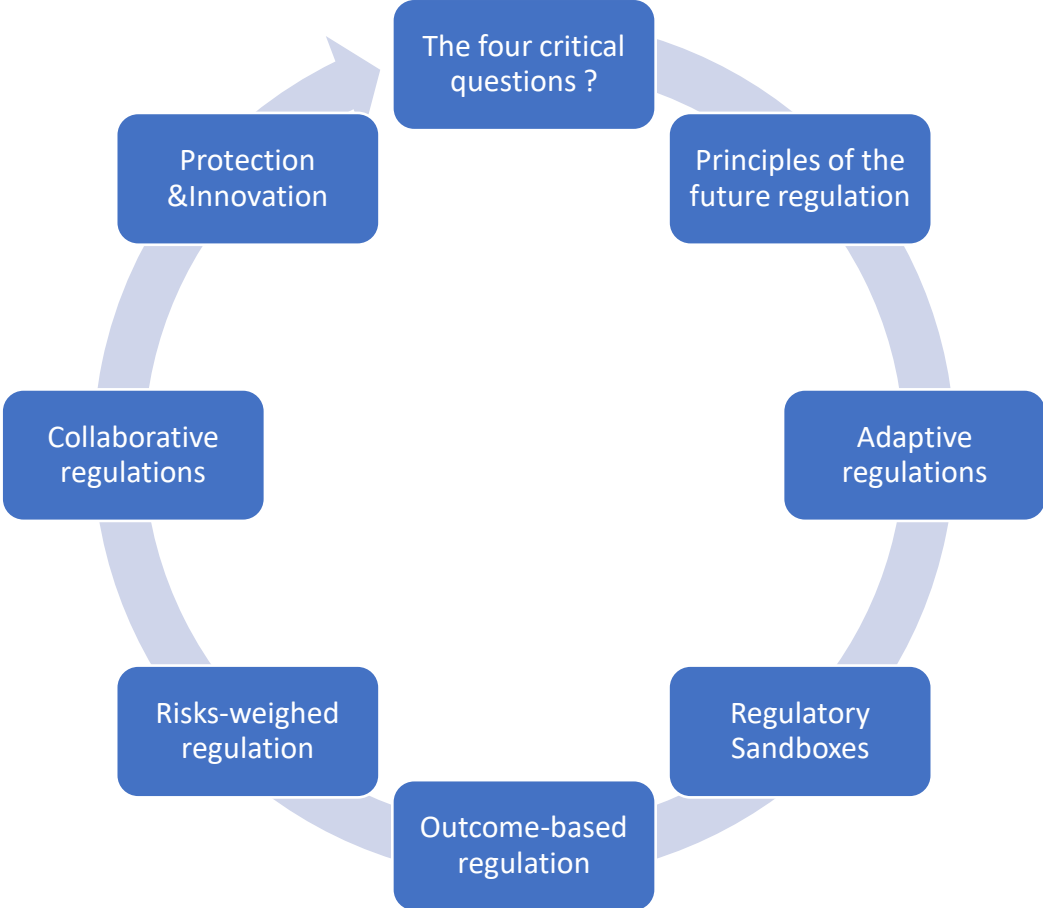 The four critical
questions ?
Principles of the
future regulation
Adaptive
regulations
Regulatory
Sandboxes
Outcome-based
regulation
Risks-weighed
regulation
Collaborative
regulations
Protection
&Innovation